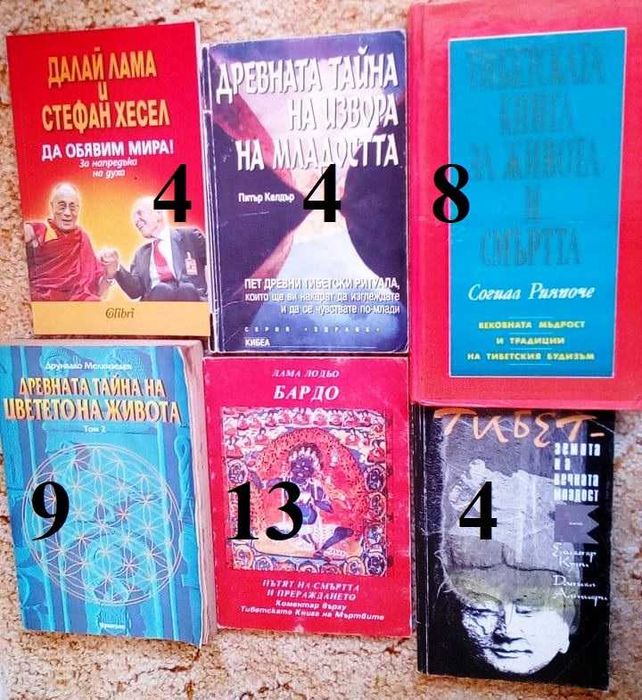 ДАЛАЙ ЛАМА
и
СТЕФАН ХЕСЕЛ
ДА ОБЯВИМ МИРА!
За напредъка
на духа
4
Colibri
ДРЕВНАТА ТАЙНА
НА ИЗВОРА
НА МЛАДОСТТА
Питър Келдър
4
ПЕТ ДРЕВНИ ТИБЕТСКИ РИТУАЛА,
които ще ви накарат да изглеждате
и да се чувствате по-млади
СЕРИЯ "ЗДРАВЕ"
КИБЕА
ТИБЕТСКАТА
КНИГА
ЗА ЖИВОТА
И
СМЪРТТА
8
Согиал Ринпоче
ВЕКОВНАТА МЪДРОСТ
И ТРАДИЦИИ
НА ТИБЕТСКИЯ БУДИЗЪМ
Друнвало Мелхизедек
ДРЕВНАТА ТАЙНА НА
ЦВЕТЕТО НА ЖИВОТА
Том 2
9
ЛАМА ЛОДЬО
БАРДО
13
ПЪТЯТ НА СМЪРТТА
И ПРЕРАЖДАНЕТО
Коментар върху
Тибетската Книга на Мъртвите
ТИБЕТ-
земята
на
вечната
младост
4